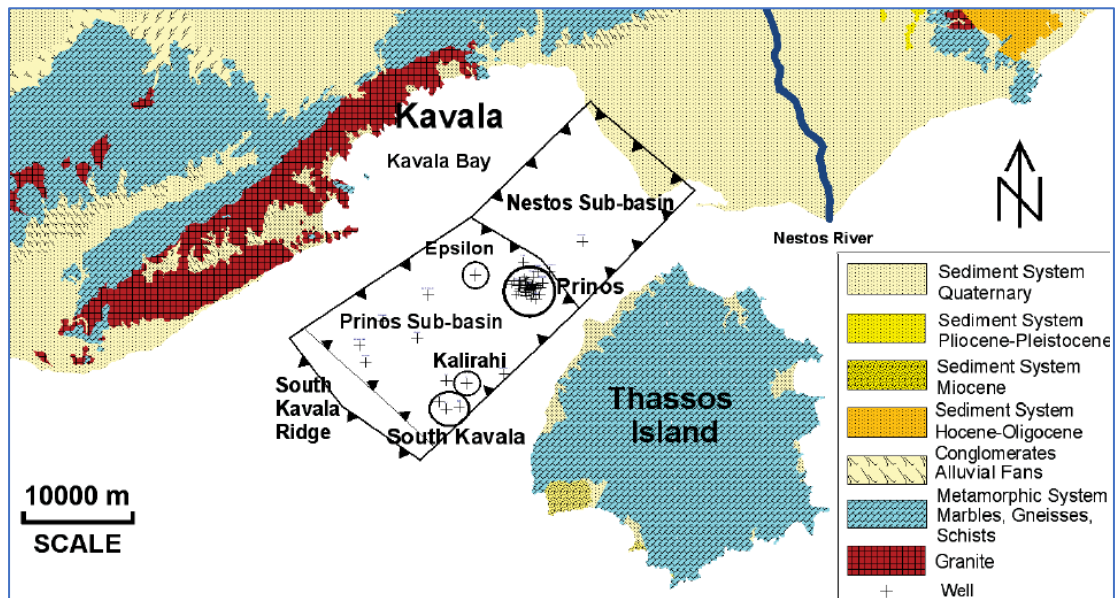 Kavala
Kavala Bay
Nestos Sub-basin
Nestos River
Epsilon
Prinos
Prinos Sub-basin
Kalirahi
South
Kavala
Ridge
South Kavala
Thassos
Island
N
10000 m
SCALE
Sediment System
Quaternary
Sediment System
Pliocene-Pleistocene
Sediment System
Miocene
Sediment System
Hocene-Oligocene
Conglomerates
Alluvial Fans
Metamorphic System
Marbles, Gneisses,
Schists
Granite
Well